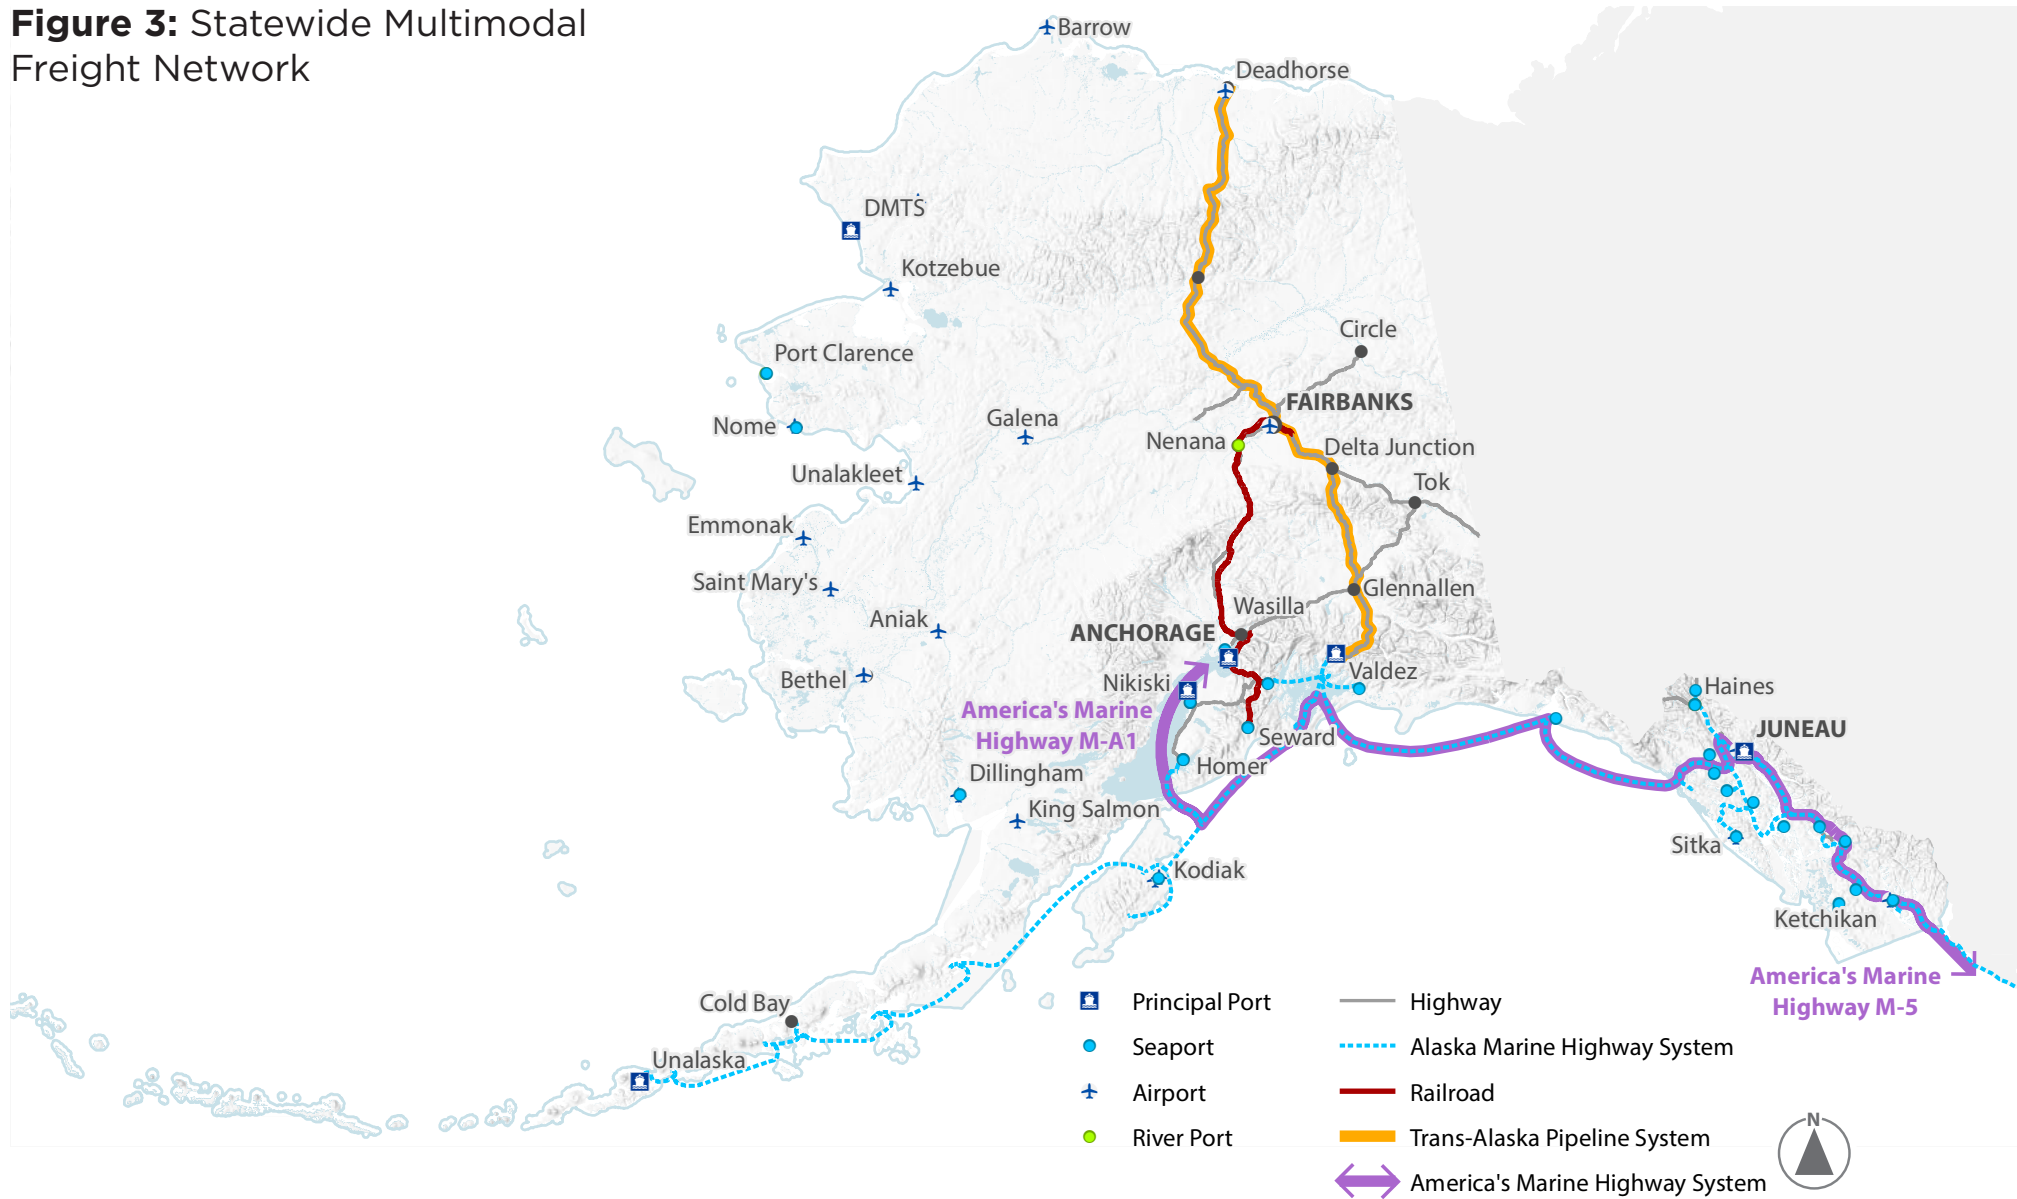 Figure 3: Statewide Multimodal
Freight Network
Barrow
Deadhorse
DMTS
Kotzebue
Circle
Port Clarence
FAIRBANKS
Galena
Nome
Nenana
Delta Junction
Unalakleet
Tok
Emmonak
Saint Mary's
Glennallen
Wasilla
Aniak
ANCHORAGE
Valdez
Bethel
Nikiski
Haines
America's Marine
Highway M-A1
JUNEAU
Seward
Homer
Dillingham
King Salmon
Sitka
Kodiak
Ketchikan
America's Marine
Highway M-5
Cold Bay
Unalaska
Principal Port
Seaport
Airport
River Port
Highway
Alaska Marine Highway System
Railroad
Trans-Alaska Pipeline System
America's Marine Highway System
N